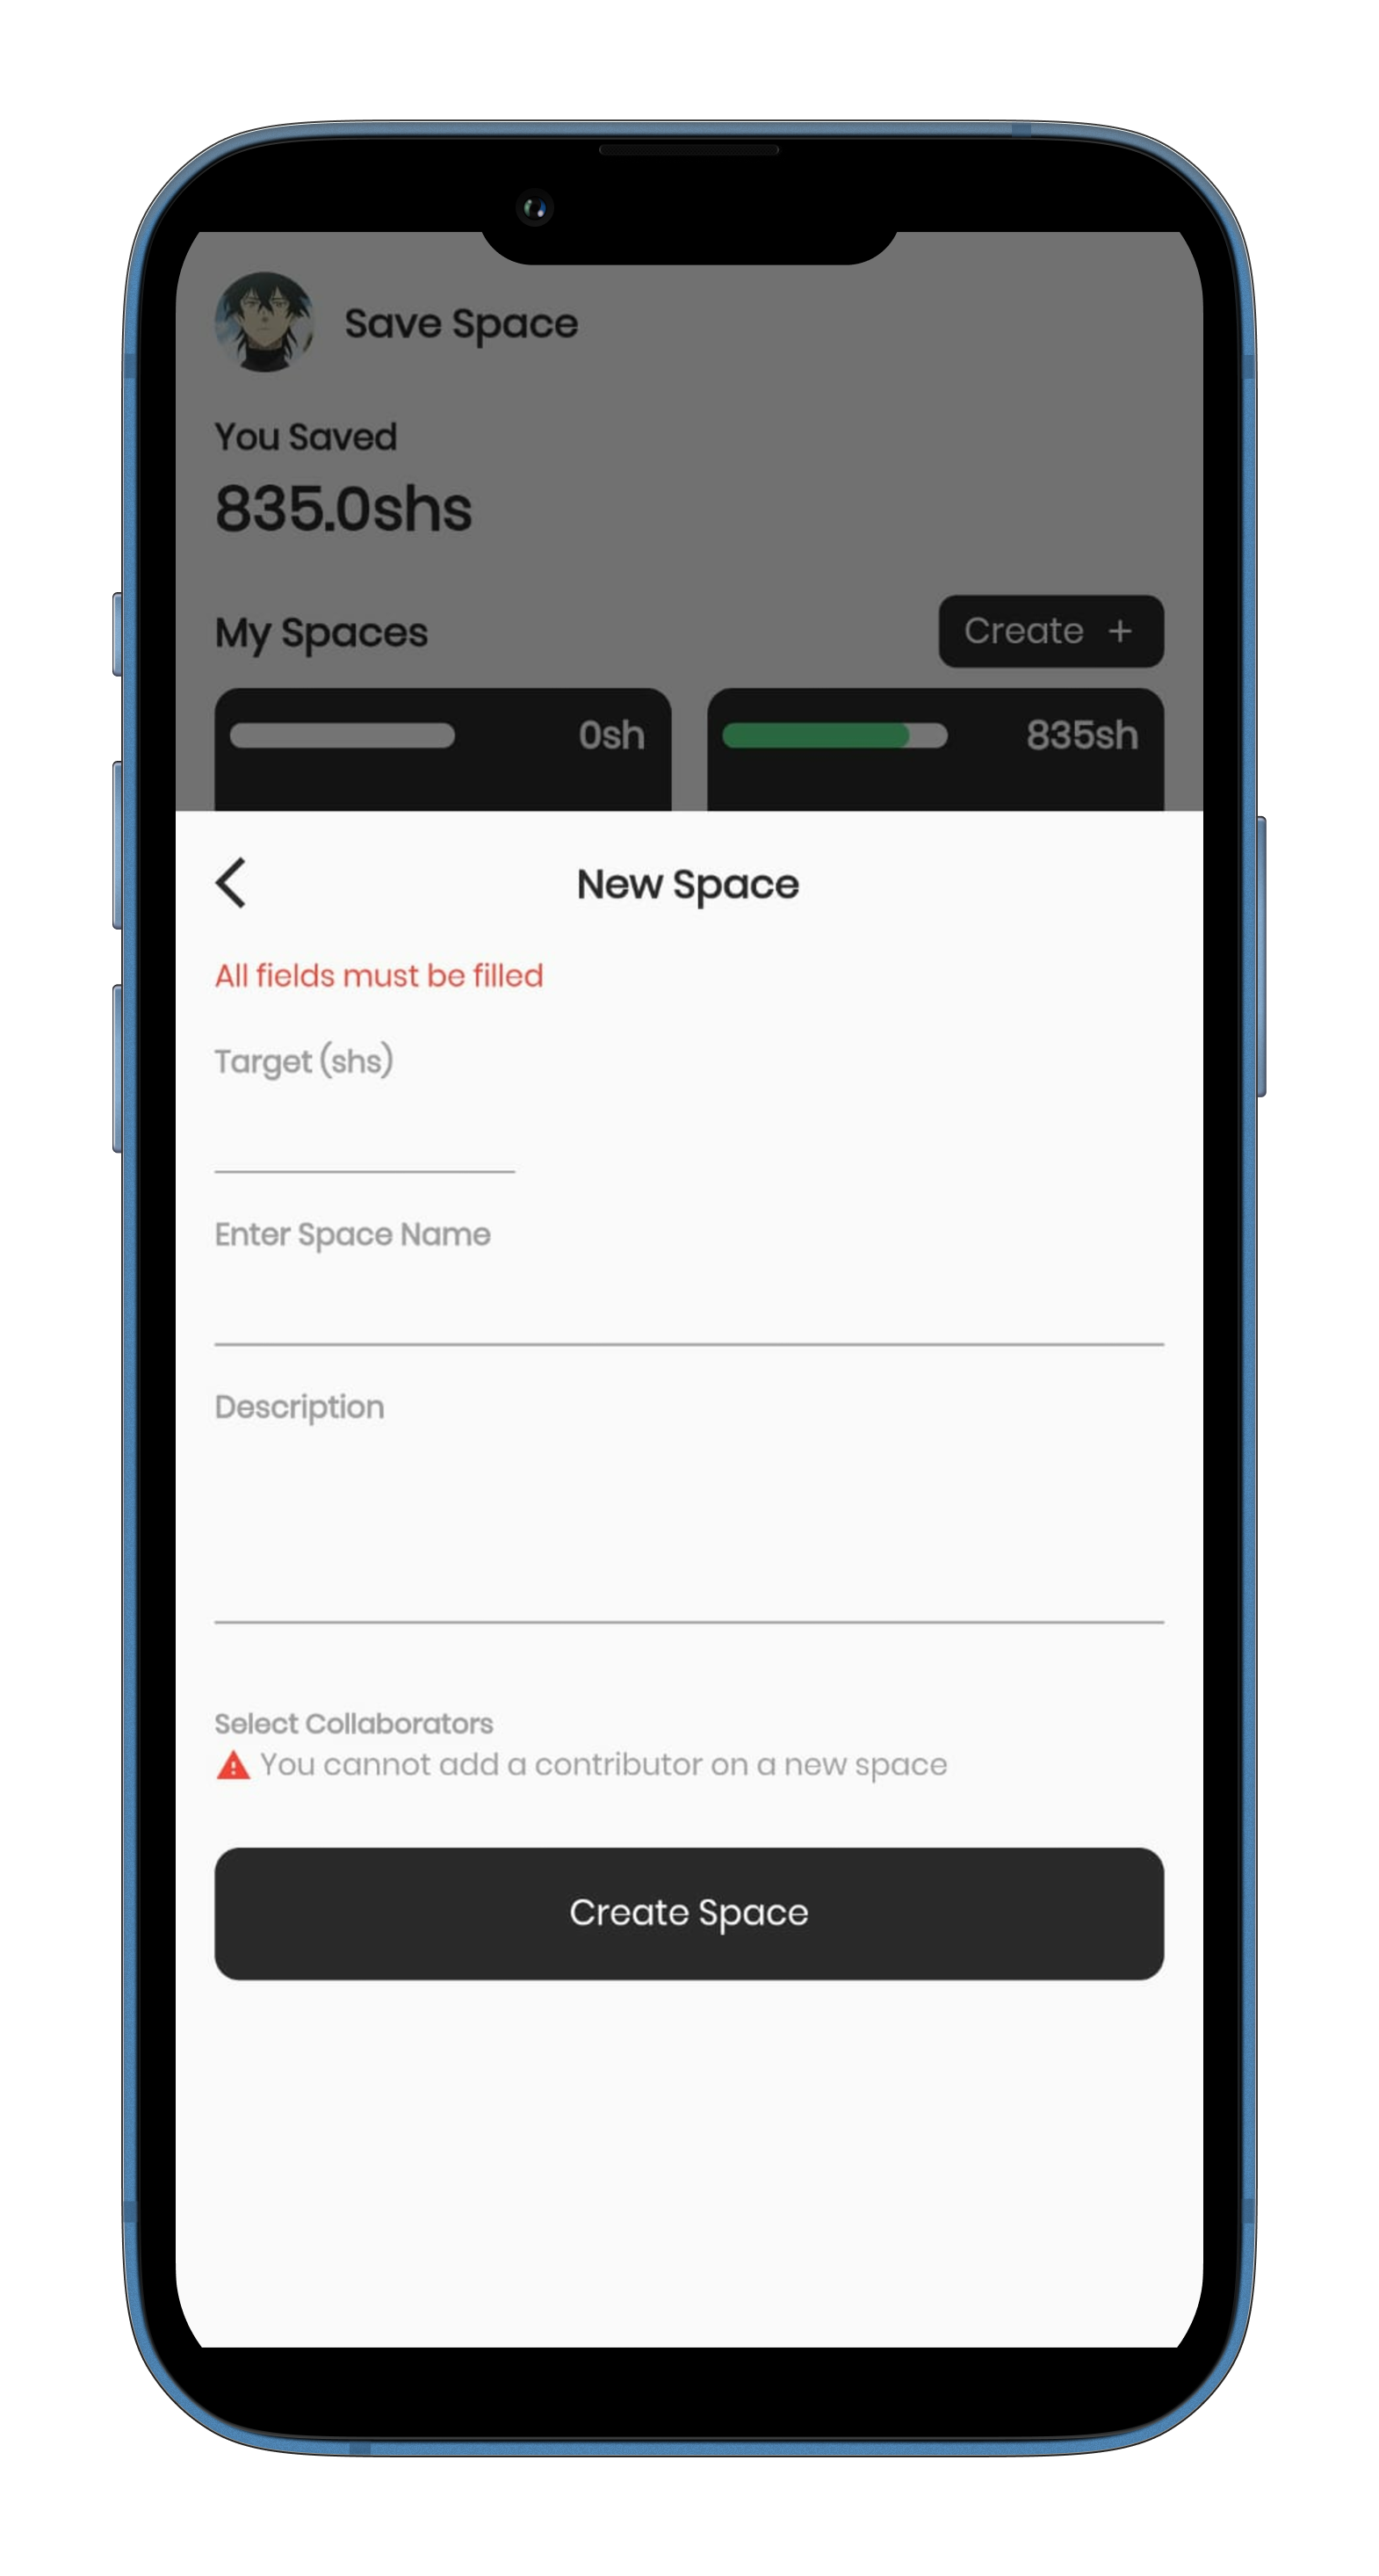 Save Space
You Saved
835.0shs
My Spaces
Create +
0sh
835sh
New Space
All fields must be filled
Target (shs)
Enter Space Name
Description
Select Collaborators
You cannot add a contributor on a new space
Create Space